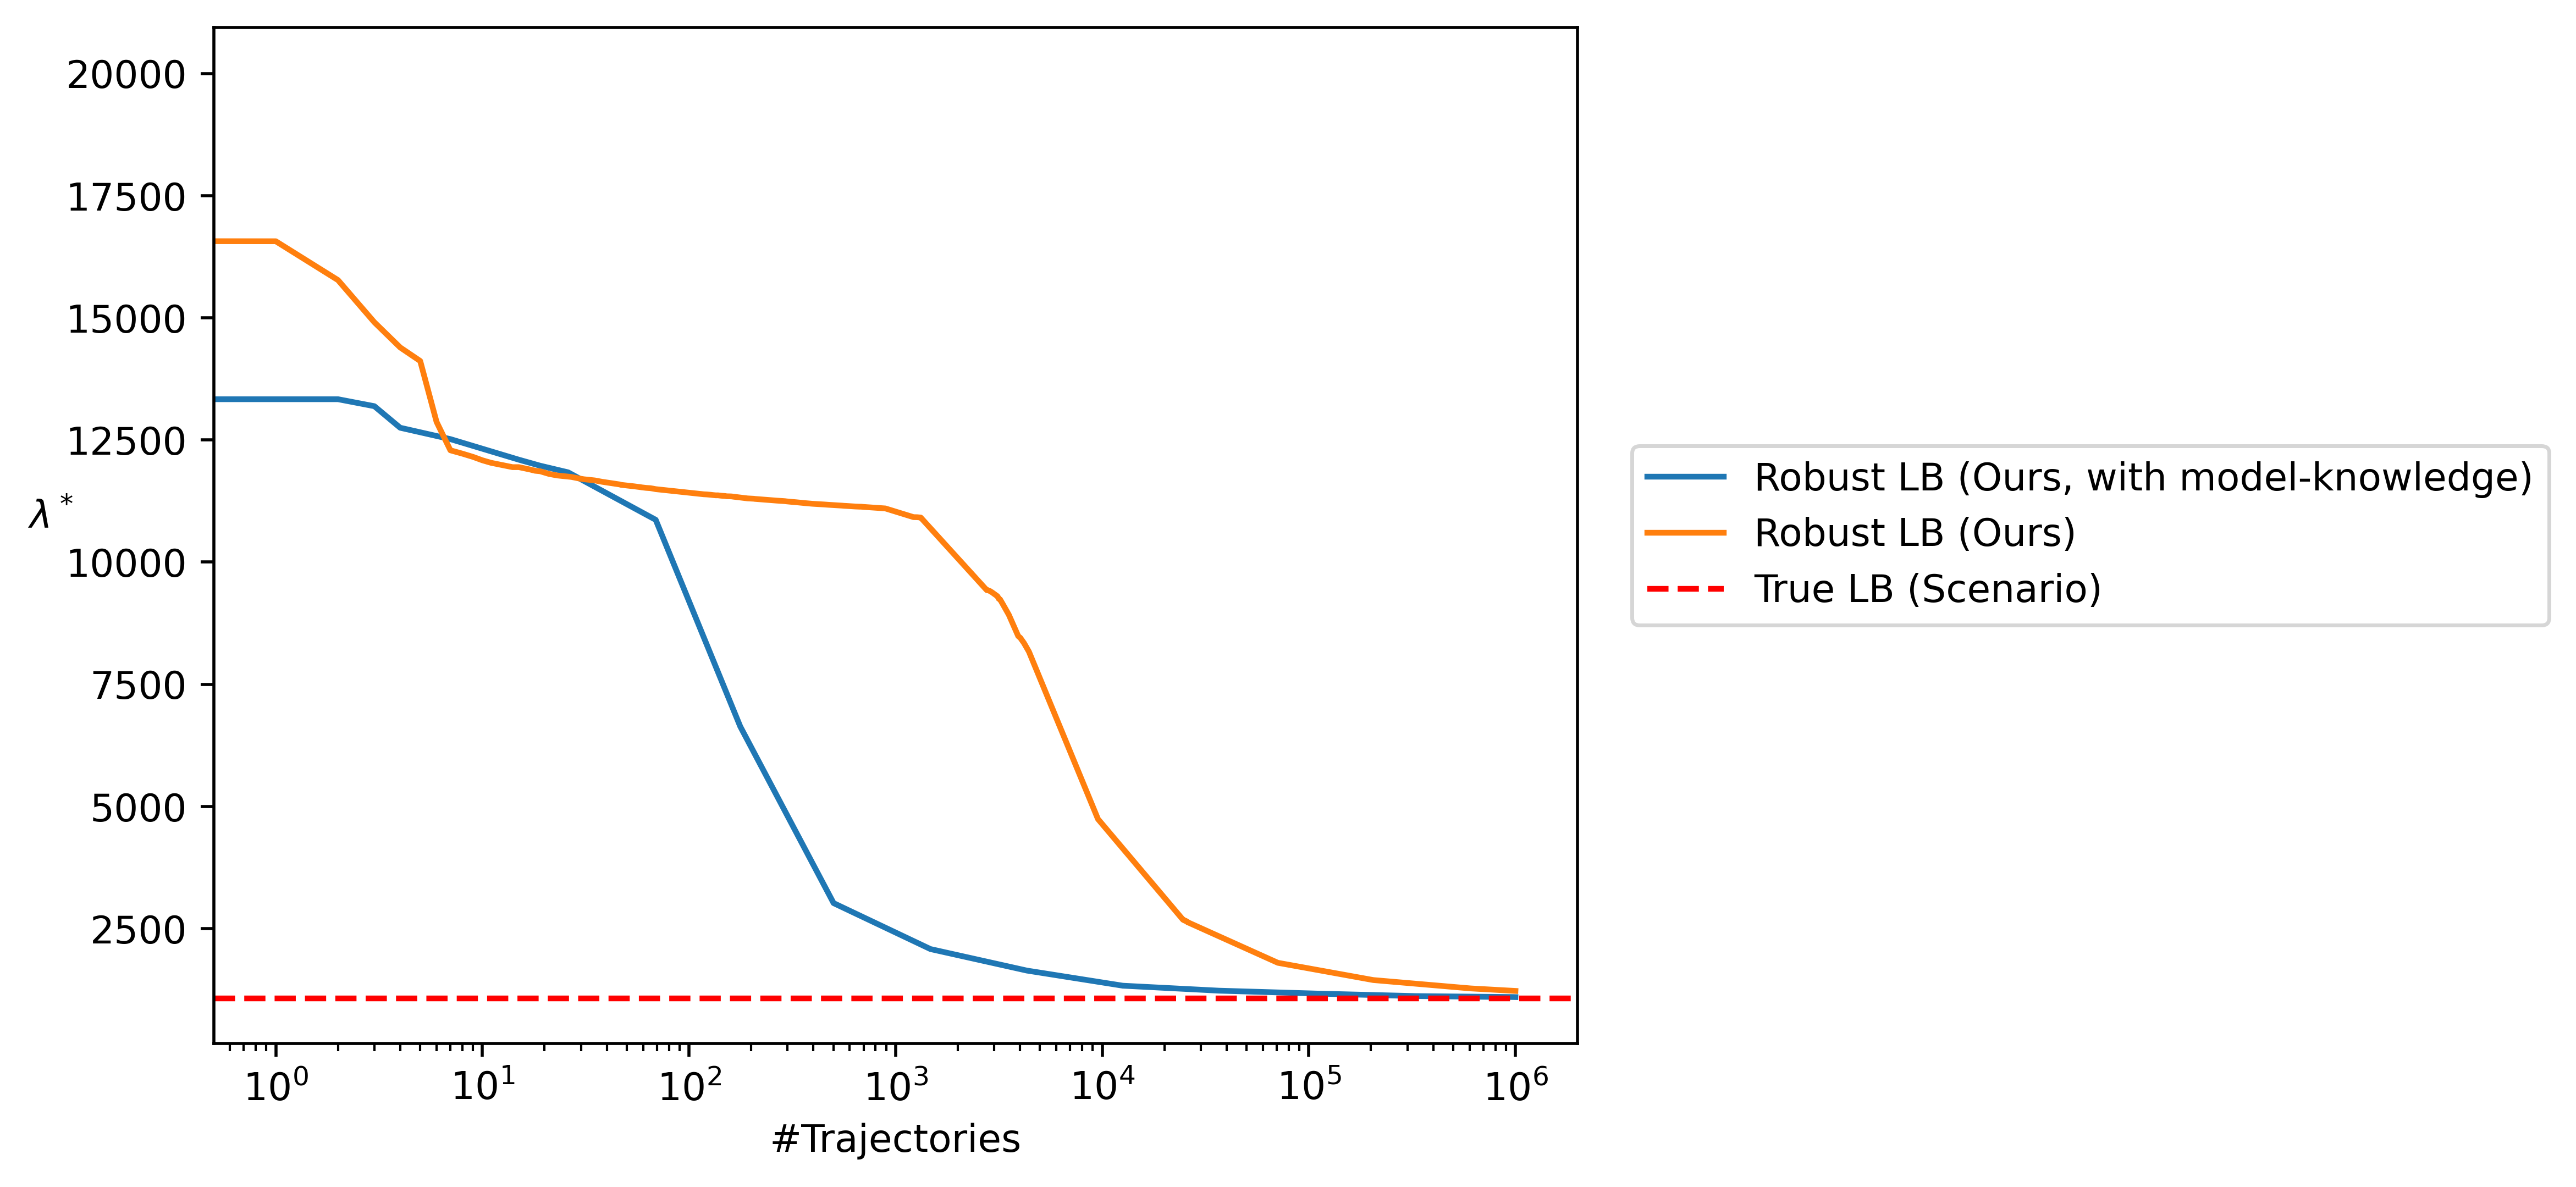 20000
17500
15000
12500
λ*
10000
7500
5000
2500
10^0 10^1 10^2 10^3 10^4 10^5 10^6
#Trajectories
Robust LB (Ours, with model-knowledge)
Robust LB (Ours)
True LB (Scenario)